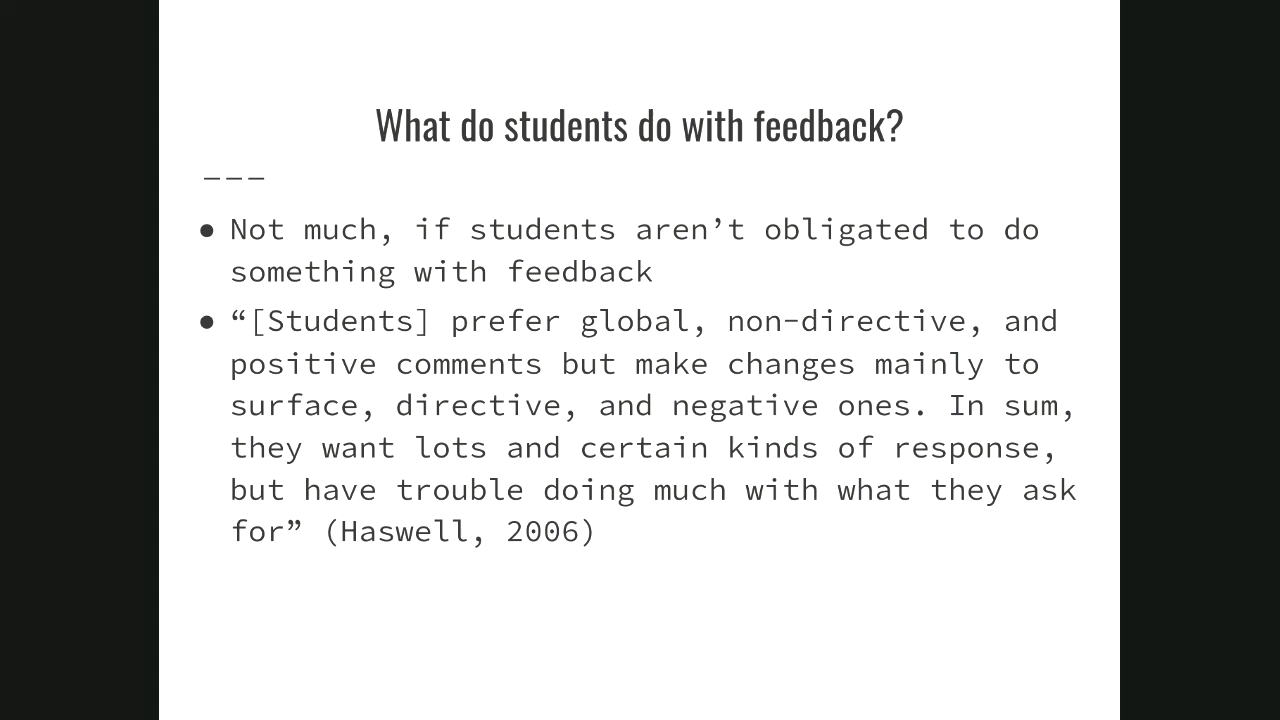 What do students do with feedback?
———
● Not much, if students aren’t obligated to do
something with feedback
● “[Students] prefer global, non-directive, and
positive comments but make changes mainly to
surface, directive, and negative ones. In sum,
they want lots and certain kinds of response,
but have trouble doing much with what they ask
for” (Haswell, 2006)